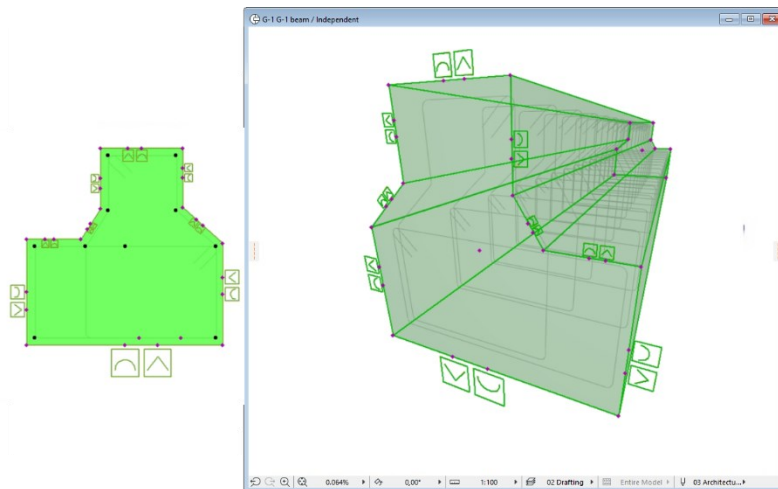 G-1 G-1 beam / Independent
0.064%
0,00°
1:100
02 Drafting
Entire Model
03 Architectu...